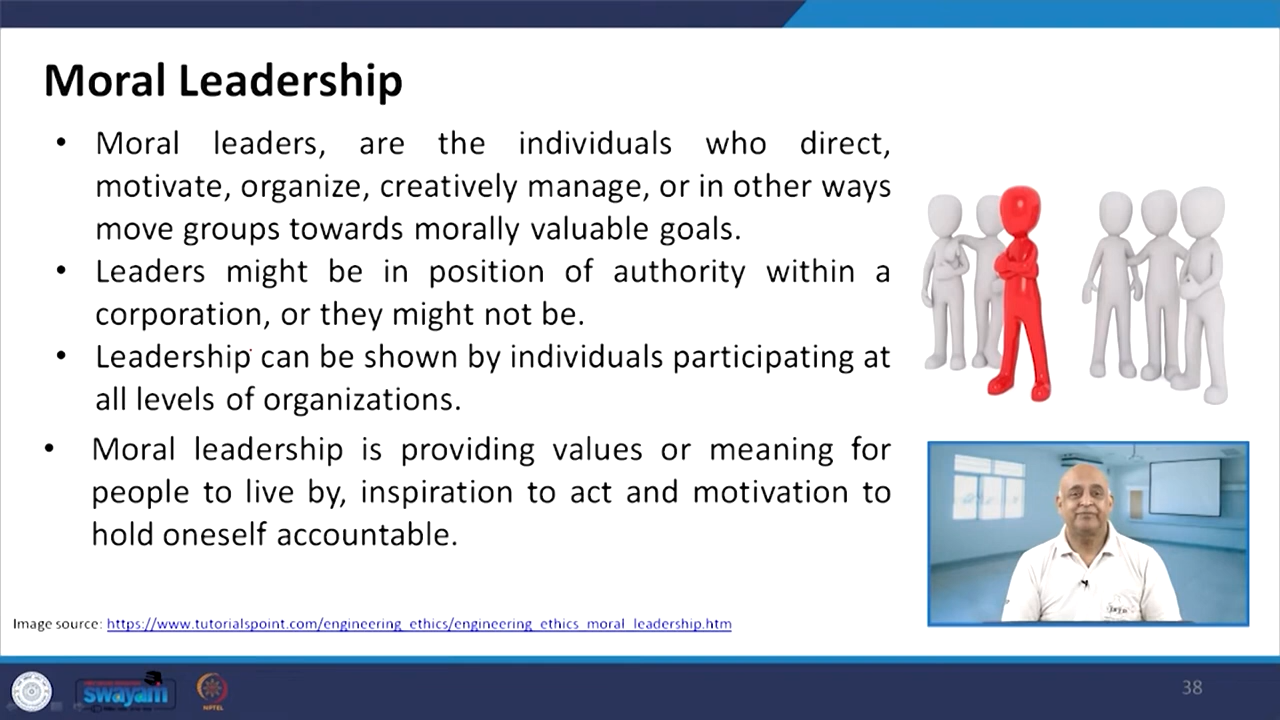 Moral Leadership
• Moral leaders, are the individuals who direct,
motivate, organize, creatively manage, or in other ways
move groups towards morally valuable goals.
• Leaders might be in position of authority within a
corporation, or they might not be.
• Leadership can be shown by individuals participating at
all levels of organizations.
• Moral leadership is providing values or meaning for
people to live by, inspiration to act and motivation to
hold oneself accountable.
Image source: https://www.tutorialspoint.com/engineering_ethics/engineering_ethics_moral_leadership.htm
swayam
NPTEL
38